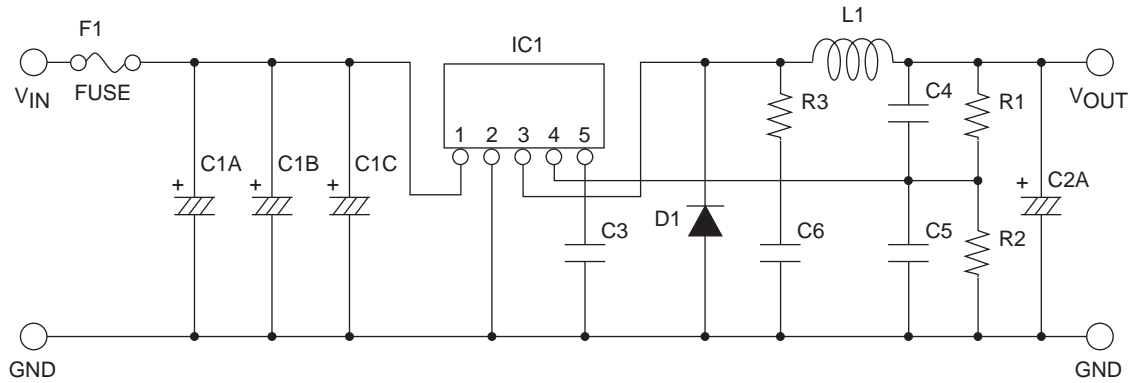 F1
L1
IC1
VIN
FUSE
C4
R3
R1
VOUT
1 2 3 4 5
+ C1A
+ C1B
+ C1C
+ C2A
D1
C3
C6
C5
R2
GND
GND